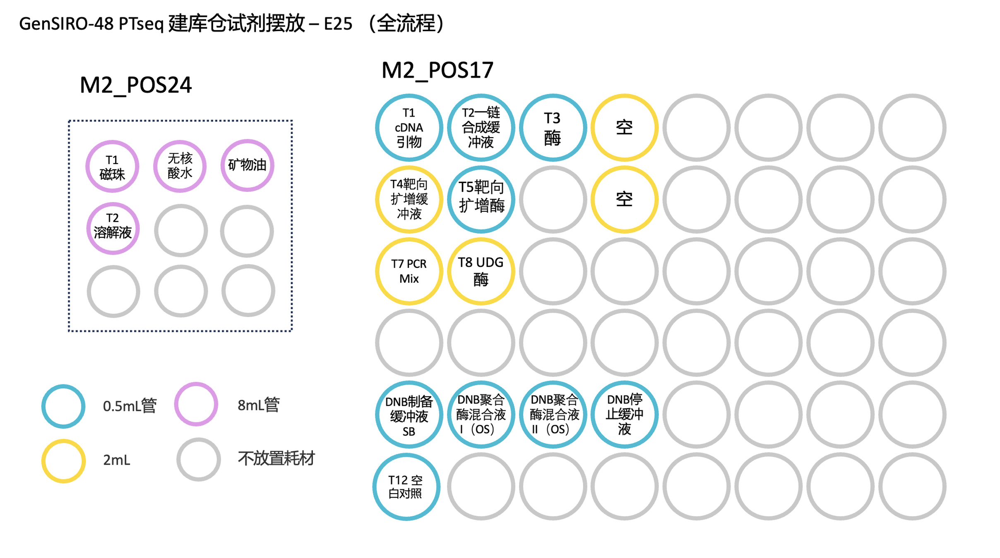 GenSIRO-48 PTseq 建库仓试剂摆放 – E25 （全流程）
M2_POS24
T1
磁珠
无核
酸水
矿物油
T2
溶解液
0.5mL管
8mL管
2mL
不放置耗材
M2_POS17
T1
cDNA
引物
T2一链
合成缓
冲液
T3
酶
空
T4靶向
扩增缓
冲液
T5靶向
扩增酶
空
T7 PCR
Mix
T8 UDG
酶
DNB制备
缓冲液
SB
DNB聚合
酶混合液
I（OS）
DNB聚合
酶混合液
II（OS）
DNB停
止缓冲
液
T12 空
白对照